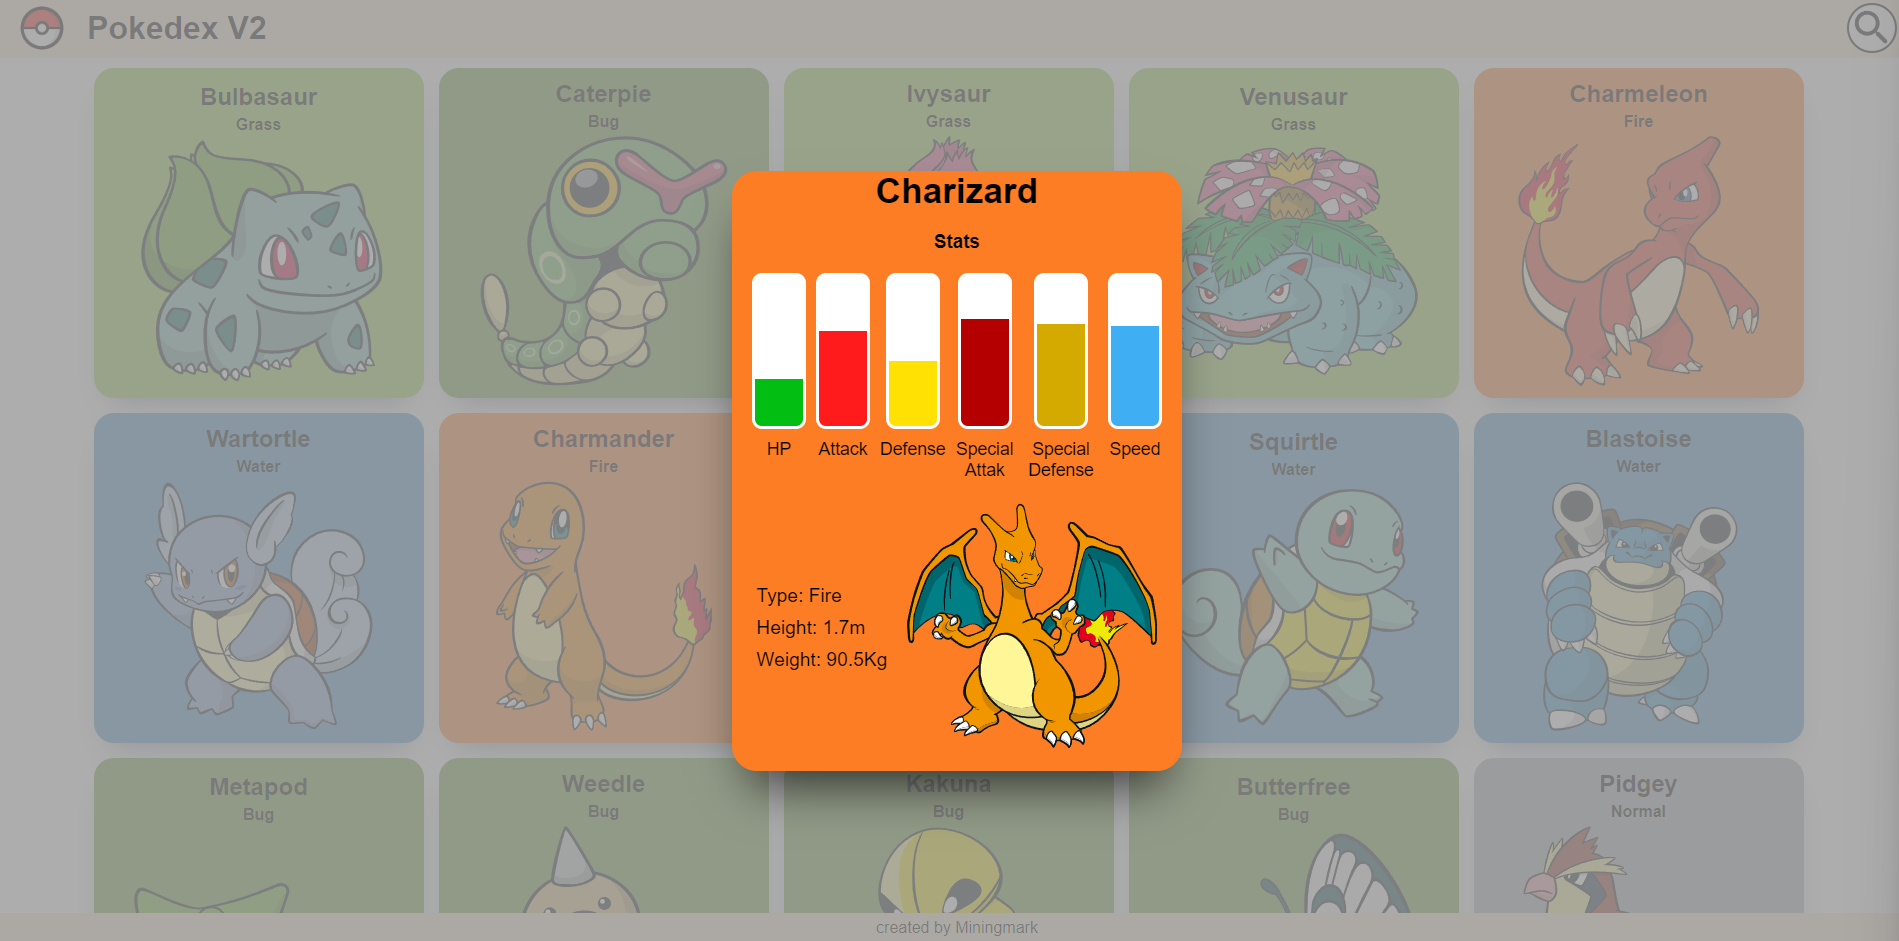 Pokedex V2
Bulbasaur
Grass
Caterpie
Bug
Ivysaur
Grass
Venusaur
Grass
Charmeleon
Fire
Charizard
Stats
HP
Attack
Defense
Special
Attak
Special
Defense
Speed
Type: Fire
Height: 1.7m
Weight: 90.5Kg
Wartortle
Water
Charmander
Fire
Squirtle
Water
Blastoise
Water
Metapod
Bug
Weedle
Bug
Kakuna
Bug
Butterfree
Bug
Pidgey
Normal
created by Miningmark